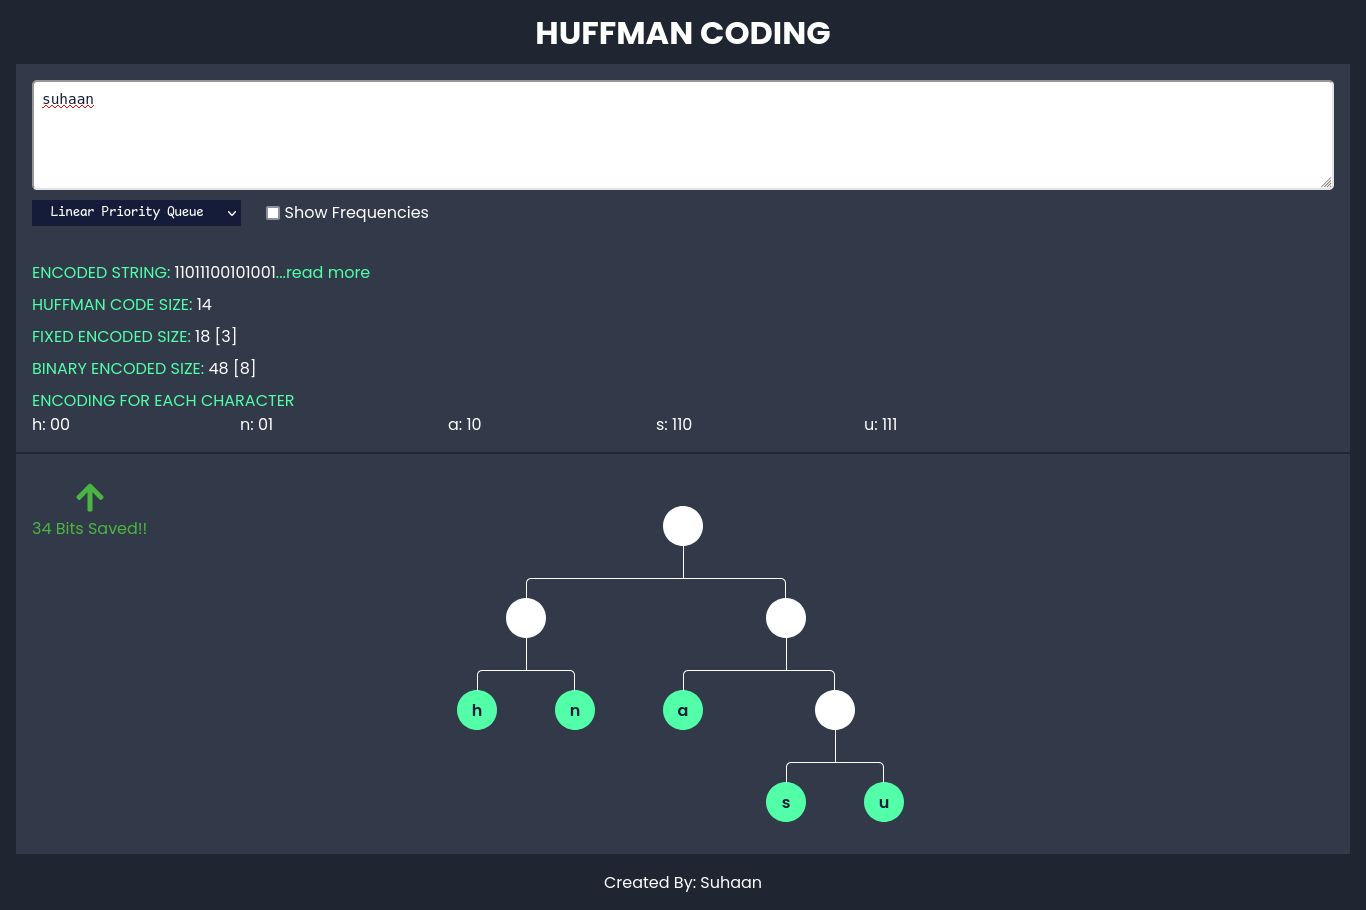 HUFFMAN CODING
suhaan
Linear Priority Queue Show Frequencies
ENCODED STRING: 11011100101001...read more
HUFFMAN CODE SIZE: 14
FIXED ENCODED SIZE: 18 [3]
BINARY ENCODED SIZE: 48 [8]
ENCODING FOR EACH CHARACTER
h: 00 n: 01 a: 10 s: 110 u: 111
34 Bits Saved!!
h n a
s u
Created By: Suhaan